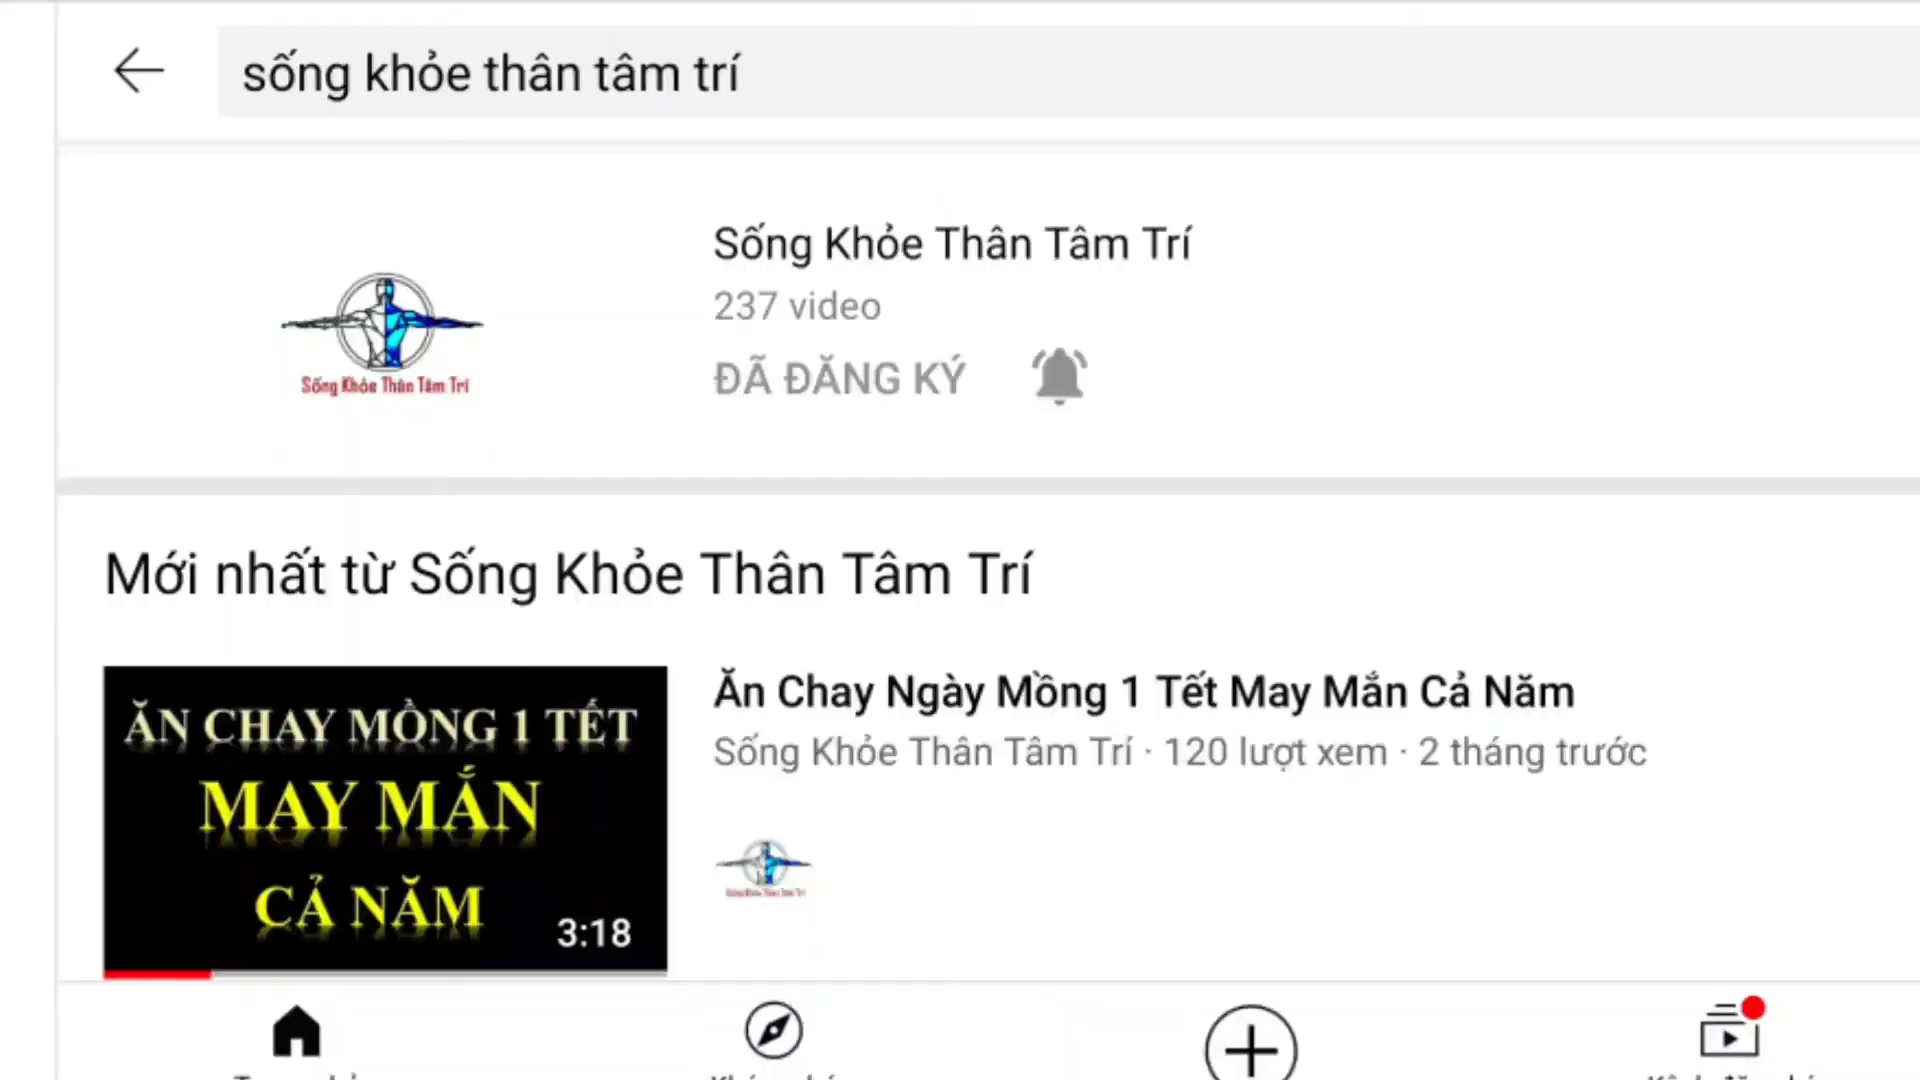 sống khỏe thân tâm trí
Sống Khỏe Thân Tâm Trí
237 video
ĐÃ ĐĂNG KÝ
Sống Khỏe Thân Tâm Trí
Mới nhất từ Sống Khỏe Thân Tâm Trí
ĂN CHAY MỒNG 1 TẾT
MAY MẮN
CẢ NĂM
3:18
Ăn Chay Ngày Mồng 1 Tết May Mắn Cả Năm
Sống Khỏe Thân Tâm Trí · 120 lượt xem · 2 tháng trước